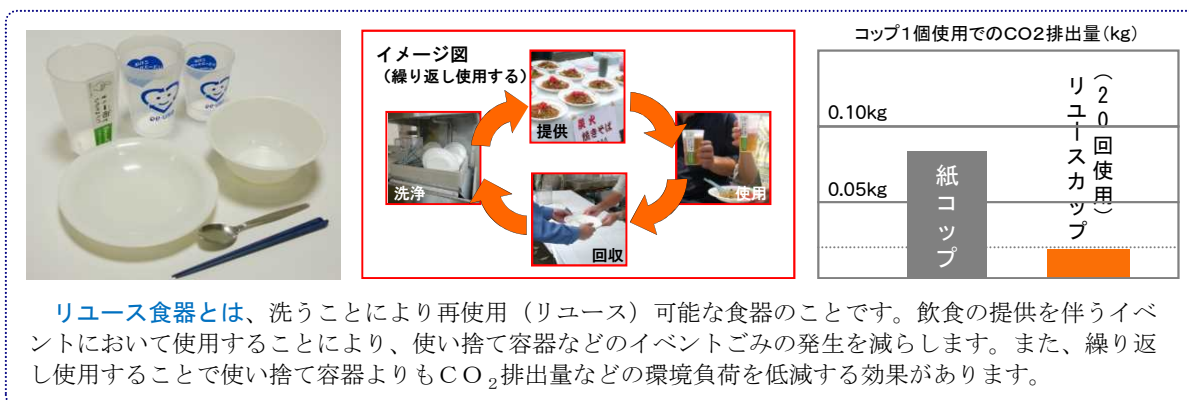 イメージ図
（繰り返し使用する）
提供
使用
回収
洗浄
コップ1個使用でのCO2排出量（kg）
0.10kg
0.05kg
紙コップ
リユースカップ
（20回使用）
リユース食器とは、洗うことにより再使用（リユース）可能な食器のことです。飲食の提供を伴うイベ
ントにおいて使用することにより、使い捨て容器などのイベントごみの発生を減らします。また、繰り返
し使用することで使い捨て容器よりもＣＯ₂排出量などの環境負荷を低減する効果があります。